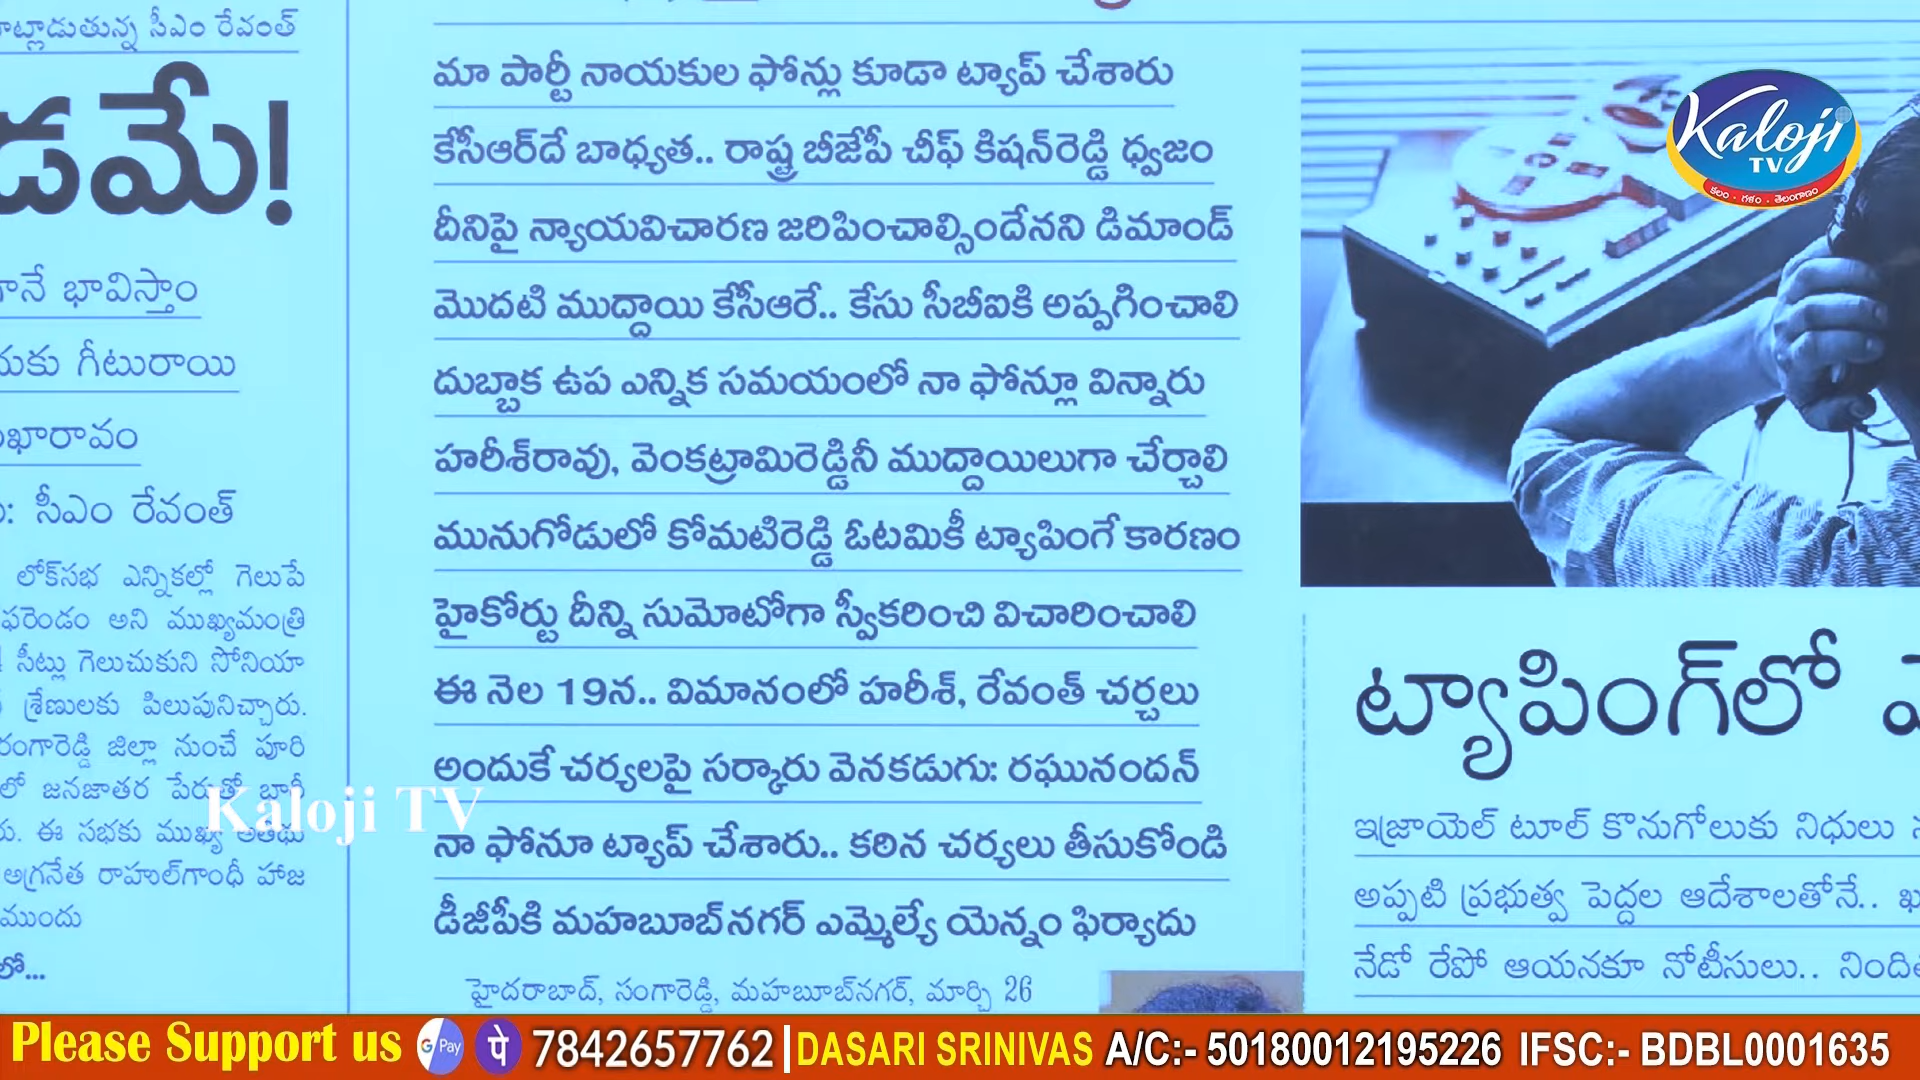 సీఎం రేవంత్
డమే!
భావిస్తాం
గీటురాయి
సీఎం రేవంత్
లోక్‌సభ ఎన్నికల్లో గెలుపే
అని ముఖ్యమంత్రి
సీట్లు గెలుచుకుని సోనియా
శ్రేణులకు పిలుపునిచ్చారు.
రంగారెడ్డి జిల్లా నుంచే పూరి
జనజాతర పేరుతో భారీ
ఈ సభకు ముఖ్య అతిథు
అగ్రనేత రాహుల్‌గాంధీ హాజ
ముందు
మా పార్టీ నాయకుల ఫోన్లు కూడా ట్యాప్ చేశారు
కేసీఆర్‌దే బాధ్యత.. రాష్ట్ర బీజేపీ చీఫ్ కిషన్‌రెడ్డి ధ్వజం
దీనిపై న్యాయవిచారణ జరిపించాల్సిందేనని డిమాండ్
మొదటి ముద్దాయి కేసీఆరే.. కేసు సీబీఐకి అప్పగించాలి
దుబ్బాక ఉప ఎన్నిక సమయంలో నా ఫోన్లూ విన్నారు
హరీశ్‌రావు, వెంకట్రామిరెడ్డినీ ముద్దాయిలుగా చేర్చాలి
మునుగోడులో కోమటిరెడ్డి ఓటమికీ ట్యాపింగే కారణం
హైకోర్టు దీన్ని సుమోటోగా స్వీకరించి విచారించాలి
ఈ నెల 19న.. విమానంలో హరీశ్, రేవంత్ చర్చలు
అందుకే చర్యలపై సర్కారు వెనకడుగు: రఘునందన్
నా ఫోనూ ట్యాప్ చేశారు.. కఠిన చర్యలు తీసుకోండి
డీజీపీకి మహబూబ్‌నగర్ ఎమ్మెల్యే యెన్నం ఫిర్యాదు
హైదరాబాద్, సంగారెడ్డి, మహబూబ్‌నగర్, మార్చి 26
Kaloji
TV
కలం · గళం · తెలంగాణం
ట్యాపింగ్‌లో
ఇజ్రాయెల్ టూల్ కొనుగోలుకు నిధులు
అప్పటి ప్రభుత్వ పెద్దల ఆదేశాలతోనే..
నేడో రేపో ఆయనకూ నోటీసులు..
Kaloji TV
Please Support us G Pay పే 7842657762 | DASARI SRINIVAS A/C:- 50180012195226 IFSC:- BDBL0001635